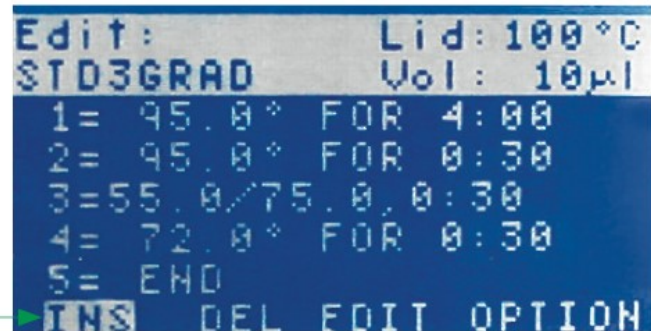 Edit: Lid:100°C
STD3GRAD Vol: 10µl
1= 95.0° FOR 4:00
2= 95.0° FOR 0:30
3=55.0/75.0,0:30
4= 72.0° FOR 0:30
5= END
INS DEL EDIT OPTION